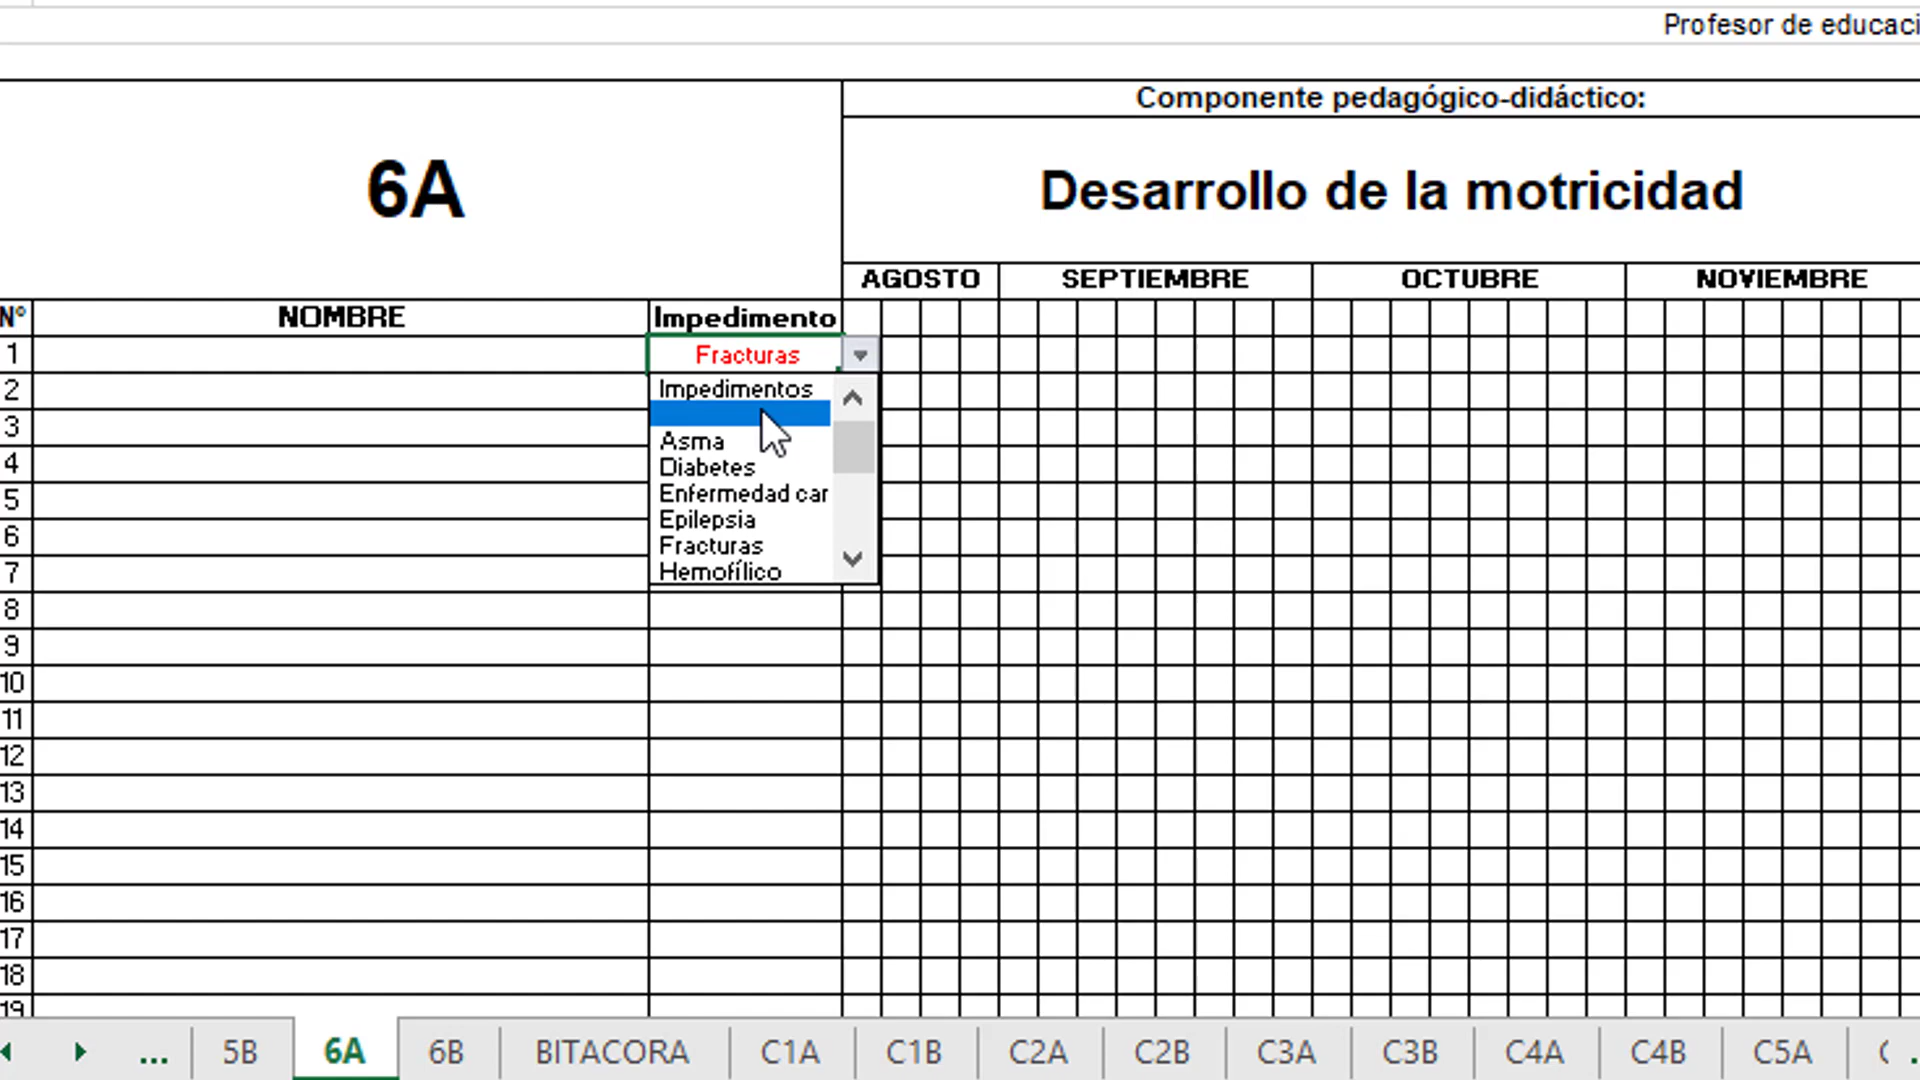 Profesor de educaci
Componente pedagógico-didáctico:
6A
Desarrollo de la motricidad
AGOSTO SEPTIEMBRE OCTUBRE NOVIEMBRE
N° NOMBRE Impedimento
1 Fracturas
Impedimentos
Asma
Diabetes
Enfermedad car
Epilepsia
Fracturas
Hemofílico
2
3
4
5
6
7
8
9
10
11
12
13
14
15
16
17
18
19
... 5B 6A 6B BITACORA C1A C1B C2A C2B C3A C3B C4A C4B C5A